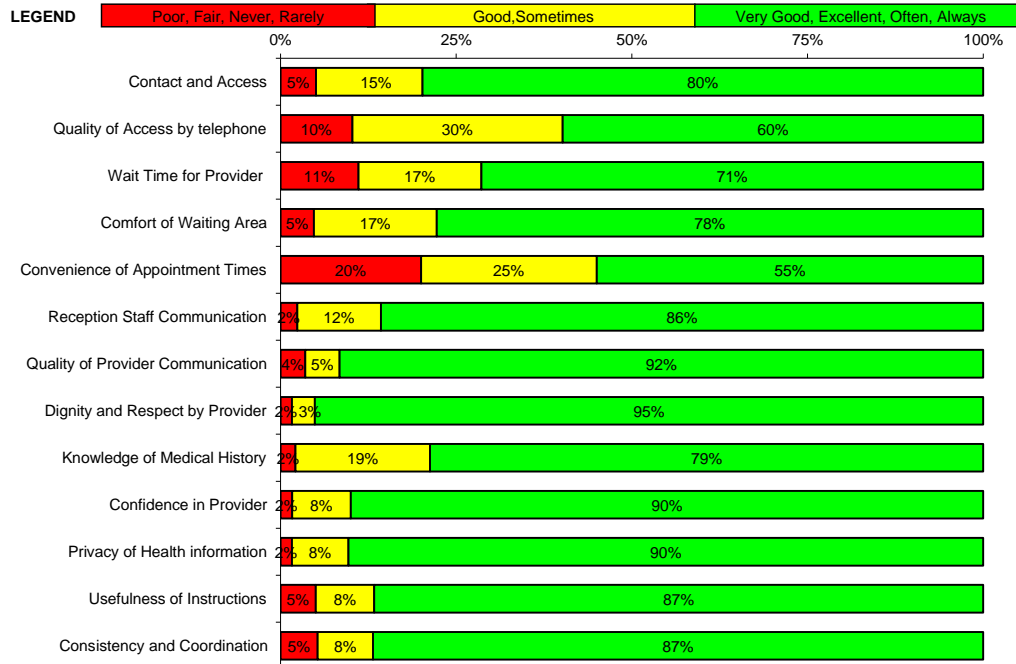 LEGEND Poor, Fair, Never, Rarely Good,Sometimes Very Good, Excellent, Often, Always
0% 25% 50% 75% 100%
Contact and Access 5% 15% 80%
Quality of Access by telephone 10% 30% 60%
Wait Time for Provider 11% 17% 71%
Comfort of Waiting Area 5% 17% 78%
Convenience of Appointment Times 20% 25% 55%
Reception Staff Communication 2% 12% 86%
Quality of Provider Communication 4% 5% 92%
Dignity and Respect by Provider 2% 3% 95%
Knowledge of Medical History 2% 19% 79%
Confidence in Provider 2% 8% 90%
Privacy of Health information 2% 8% 90%
Usefulness of Instructions 5% 8% 87%
Consistency and Coordination 5% 8% 87%